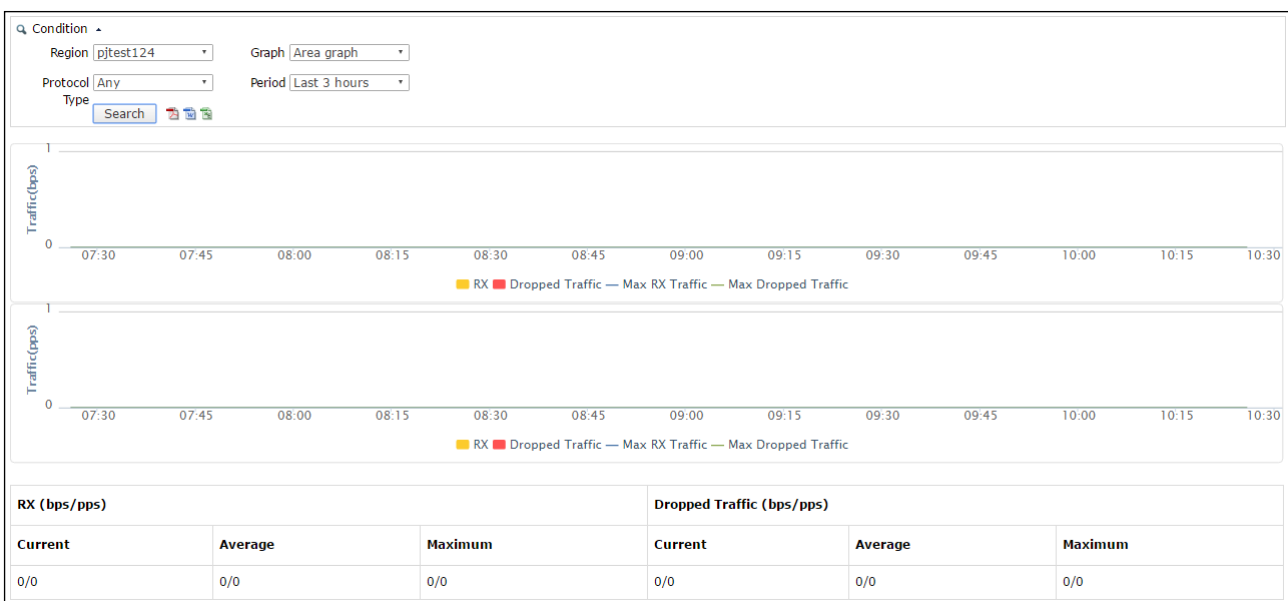 Condition
Region pjtest124 Graph Area graph
Protocol Any Period Last 3 hours
Type
Search
1
Traffic(bps)
0
07:30 07:45 08:00 08:15 08:30 08:45 09:00 09:15 09:30 09:45 10:00 10:15 10:30
RX Dropped Traffic Max RX Traffic Max Dropped Traffic
1
Traffic(pps)
0
07:30 07:45 08:00 08:15 08:30 08:45 09:00 09:15 09:30 09:45 10:00 10:15 10:30
RX Dropped Traffic Max RX Traffic Max Dropped Traffic
RX (bps/pps) Dropped Traffic (bps/pps)
Current Average Maximum Current Average Maximum
0/0 0/0 0/0 0/0 0/0 0/0